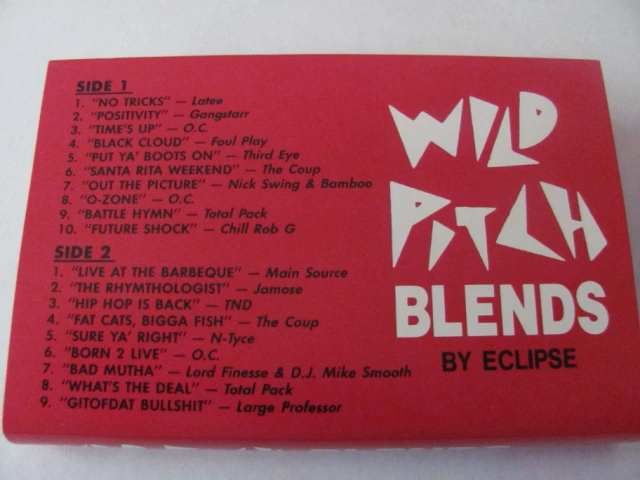 SIDE 1
1. "NO TRICKS" — Latee
2. "POSITIVITY" — Gangstarr
3. "TIME'S UP" — O.C.
4. "BLACK CLOUD" — Foul Play
5. "PUT YA' BOOTS ON" — Third Eye
6. "SANTA RITA WEEKEND" — The Coup
7. "OUT THE PICTURE" — Nick Swing & Bamboo
8. "O-ZONE" — O.C.
9. "BATTLE HYMN" — Total Pack
10. "FUTURE SHOCK" — Chill Rob G
SIDE 2
1. "LIVE AT THE BARBEQUE" — Main Source
2. "THE RHYMTHOLOGIST" — Jamose
3. "HIP HOP IS BACK" — TND
4. "FAT CATS, BIGGA FISH" — The Coup
5. "SURE YA' RIGHT" — N-Tyce
6. "BORN 2 LIVE" — O.C.
7. "BAD MUTHA" — Lord Finesse & D.J. Mike Smooth
8. "WHAT'S THE DEAL" — Total Pack
9. "GITOFDAT BULLSHIT" — Large Professor
WILD
PITCH
BLENDS
BY ECLIPSE